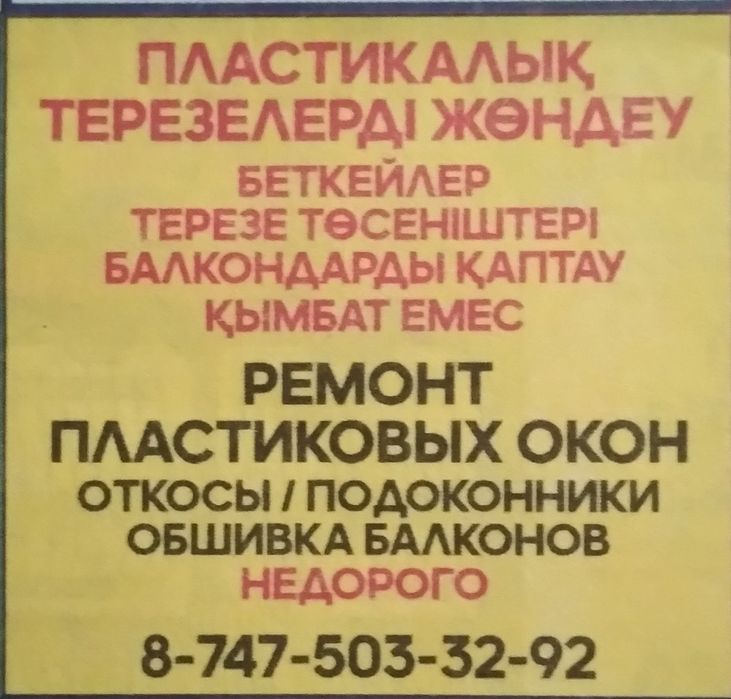 ПЛАСТИКАЛЫҚ
ТЕРЕЗЕЛЕРДІ ЖӨНДЕУ
БЕТКЕЙЛЕР
ТЕРЕЗЕ ТӨСЕНІШТЕРІ
БАЛКОНДАРДЫ ҚАПТАУ
ҚЫМБАТ ЕМЕС
РЕМОНТ
ПЛАСТИКОВЫХ ОКОН
ОТКОСЫ / ПОДОКОННИКИ
ОБШИВКА БАЛКОНОВ
НЕДОРОГО
8-747-503-32-92